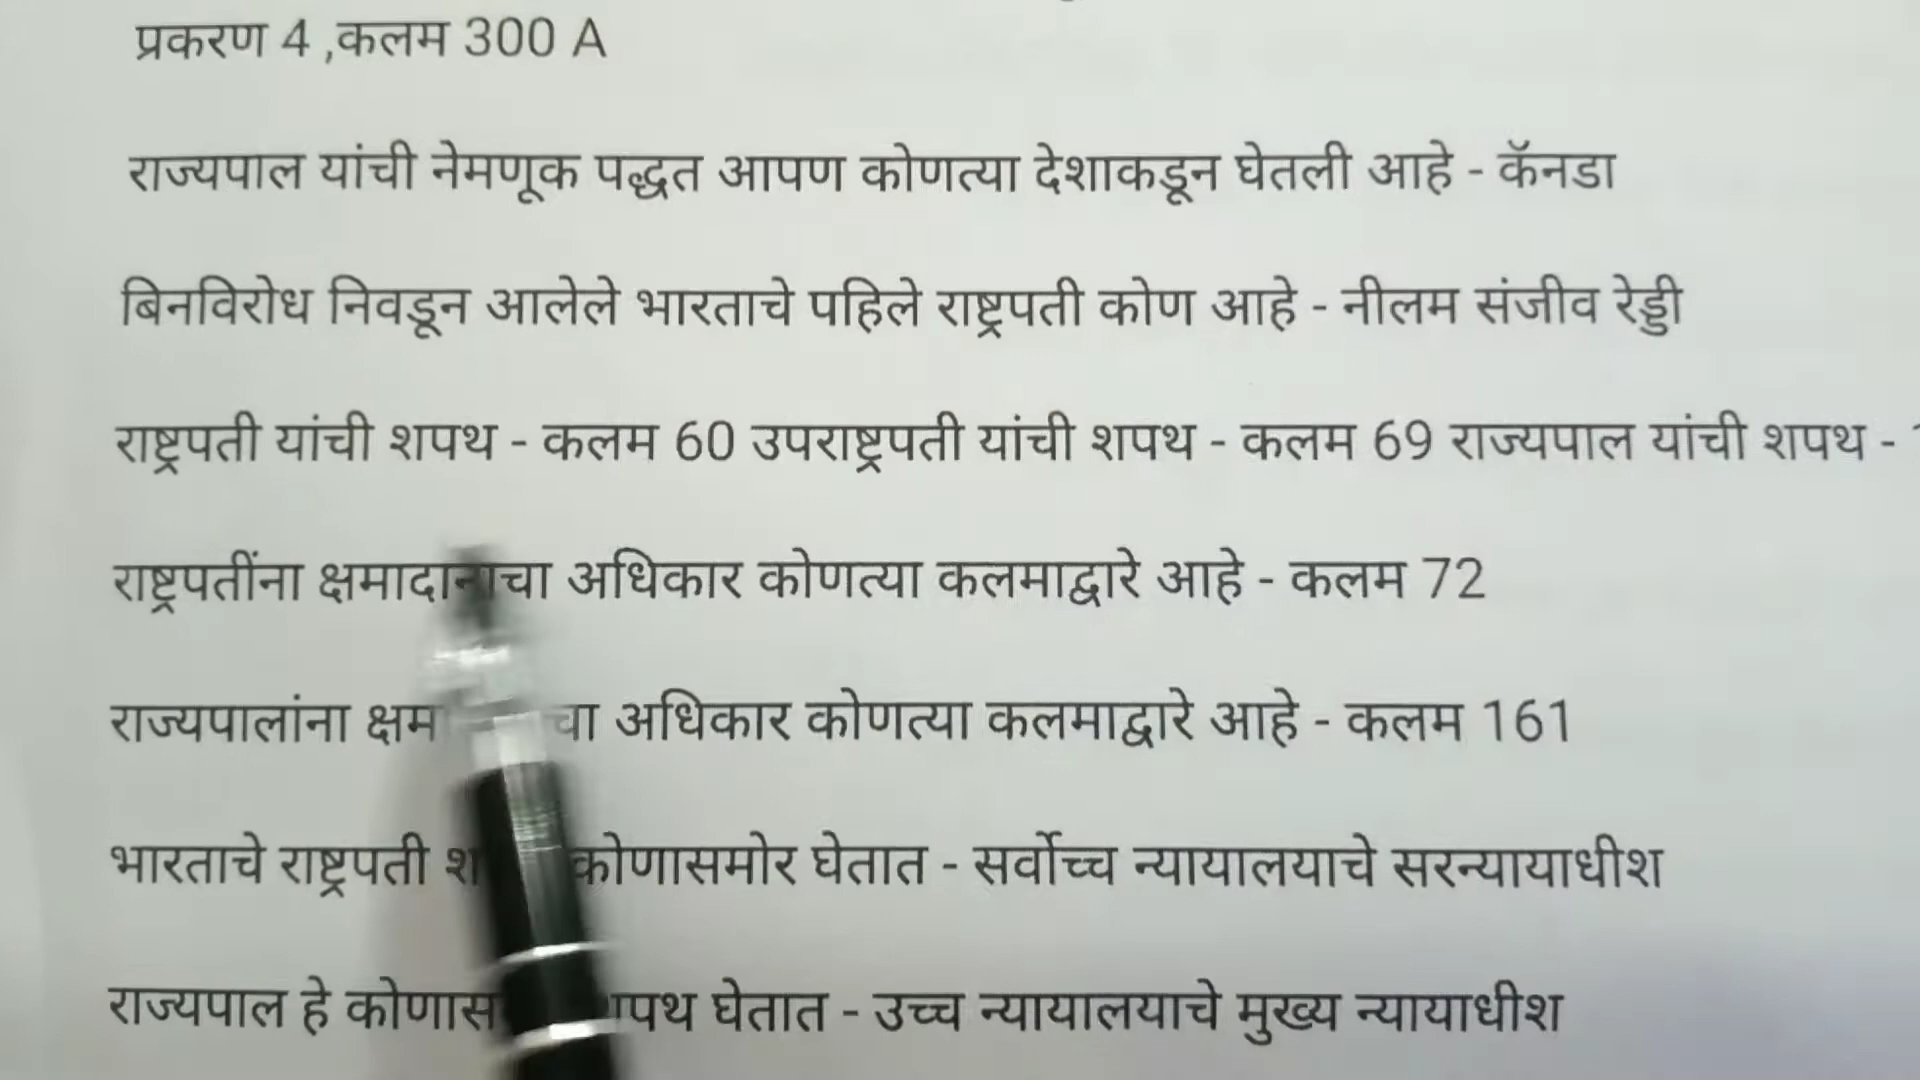 प्रकरण 4 ,कलम 300 A
राज्यपाल यांची नेमणूक पद्धत आपण कोणत्या देशाकडून घेतली आहे - कॅनडा
बिनविरोध निवडून आलेले भारताचे पहिले राष्ट्रपती कोण आहे - नीलम संजीव रेड्डी
राष्ट्रपती यांची शपथ - कलम 60 उपराष्ट्रपती यांची शपथ - कलम 69 राज्यपाल यांची शपथ -
राष्ट्रपतींना क्षमादानाचा अधिकार कोणत्या कलमाद्वारे आहे - कलम 72
राज्यपालांना अधिकार कोणत्या कलमाद्वारे आहे - कलम 161
भारताचे राष्ट्रपती कोणासमोर घेतात - सर्वोच्च न्यायालयाचे सरन्यायाधीश
राज्यपाल हे घेतात - उच्च न्यायालयाचे मुख्य न्यायाधीश